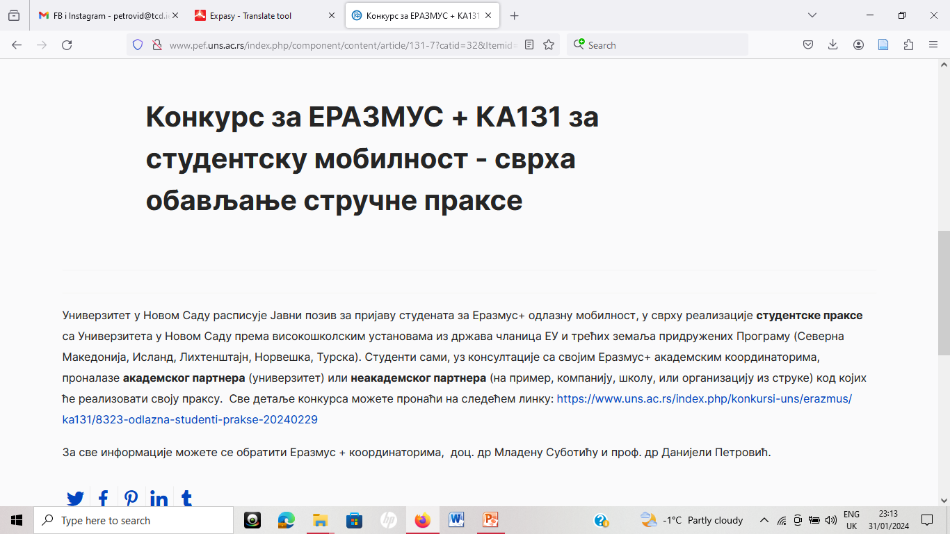 FB i Instagram - petrovid@tcd.i
Expasy - Translate tool
Конкурс за ЕРАЗМУС + КА131
www.pef.uns.ac.rs/index.php/component/content/article/131-7?catid=32&Itemid=
Search
Конкурс за ЕРАЗМУС + КА131 за
студентску мобилност - сврха
обављање стручне праксе
Универзитет у Новом Саду расписује Јавни позив за пријаву студената за Еразмус+ одлазну мобилност, у сврху реализације студентске праксе
са Универзитета у Новом Саду према високошколским установама из држава чланица ЕУ и трећих земаља придружених Програму (Северна
Македонија, Исланд, Лихтенштајн, Норвешка, Турска). Студенти сами, уз консултације са својим Еразмус+ академским координаторима,
проналазе академског партнера (универзитет) или неакадемског партнера (на пример, компанију, школу, или организацију из струке) код којих
ће реализовати своју праксу. Све детаље конкурса можете пронаћи на следећем линку: https://www.uns.ac.rs/index.php/konkursi-uns/erazmus/
ka131/8323-odlazna-studenti-prakse-20240229
За све информације можете се обратити Еразмус + координаторима, доц. др Младену Суботићу и проф. др Данијели Петровић.
Type here to search
-1°C Partly cloudy
ENG
UK
23:13
31/01/2024